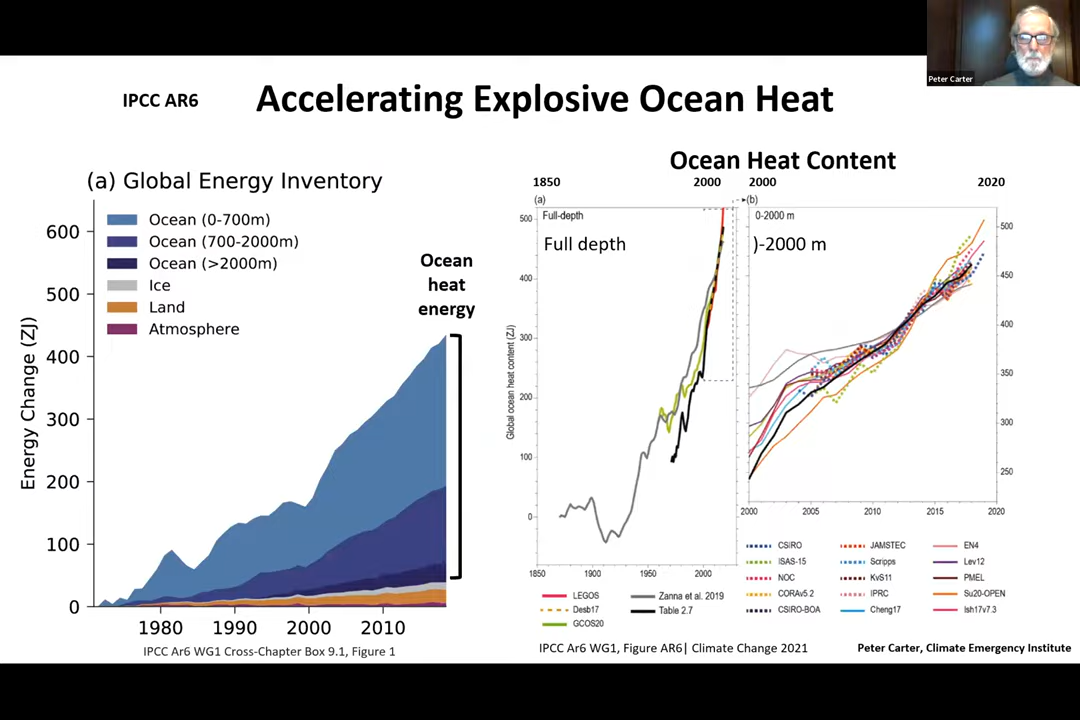 Peter Carter
IPCC AR6
Accelerating Explosive Ocean Heat
(a) Global Energy Inventory
Ocean (0-700m)
Ocean (700-2000m)
Ocean (>2000m)
Ice
Land
Atmosphere
Ocean
heat
energy
Energy Change (ZJ)
600
500
400
300
200
100
0
1980
1990
2000
2010
IPCC Ar6 WG1 Cross-Chapter Box 9.1, Figure 1
Ocean Heat Content
1850
2000
2000
2020
(a)
(b)
Full-depth
Full depth
0-2000 m
)-2000 m
Global ocean heat content (ZJ)
500
400
300
200
100
0
1850
1900
1950
2000
500
450
400
350
300
250
2000
2005
2010
2015
2020
LEGOS
Desb17
GCOS20
Zanna et al. 2019
Table 2.7
CSIRO
ISAS-15
NOC
CORAv5.2
CSIRO-BOA
JAMSTEC
Scripps
KvS11
IPRC
Cheng17
EN4
Lev12
PMEL
Su20-OPEN
Ish17v7.3
IPCC Ar6 WG1, Figure AR6| Climate Change 2021
Peter Carter, Climate Emergency Institute